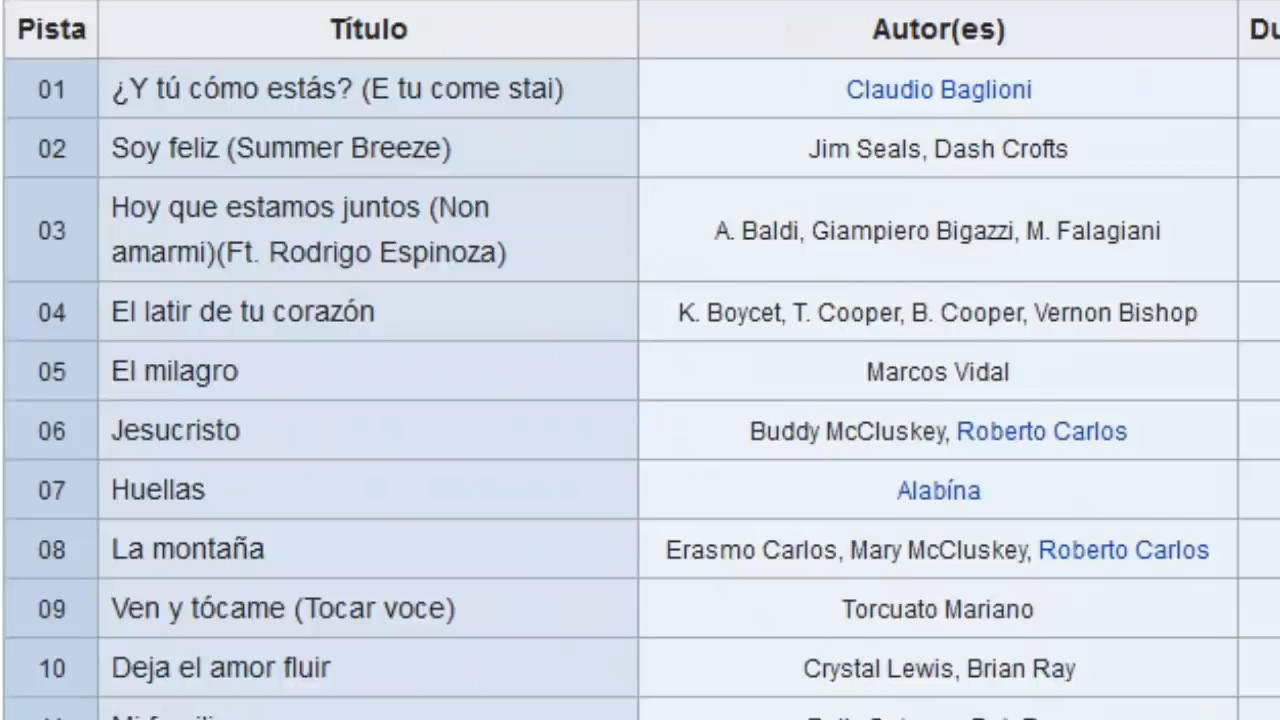 Pista Título Autor(es)
01 ¿Y tú cómo estás? (E tu come stai) Claudio Baglioni
02 Soy feliz (Summer Breeze) Jim Seals, Dash Crofts
03 Hoy que estamos juntos (Non
amarmi)(Ft. Rodrigo Espinoza) A. Baldi, Giampiero Bigazzi, M. Falagiani
04 El latir de tu corazón K. Boycet, T. Cooper, B. Cooper, Vernon Bishop
05 El milagro Marcos Vidal
06 Jesucristo Buddy McCluskey, Roberto Carlos
07 Huellas Alabína
08 La montaña Erasmo Carlos, Mary McCluskey, Roberto Carlos
09 Ven y tócame (Tocar voce) Torcuato Mariano
10 Deja el amor fluir Crystal Lewis, Brian Ray